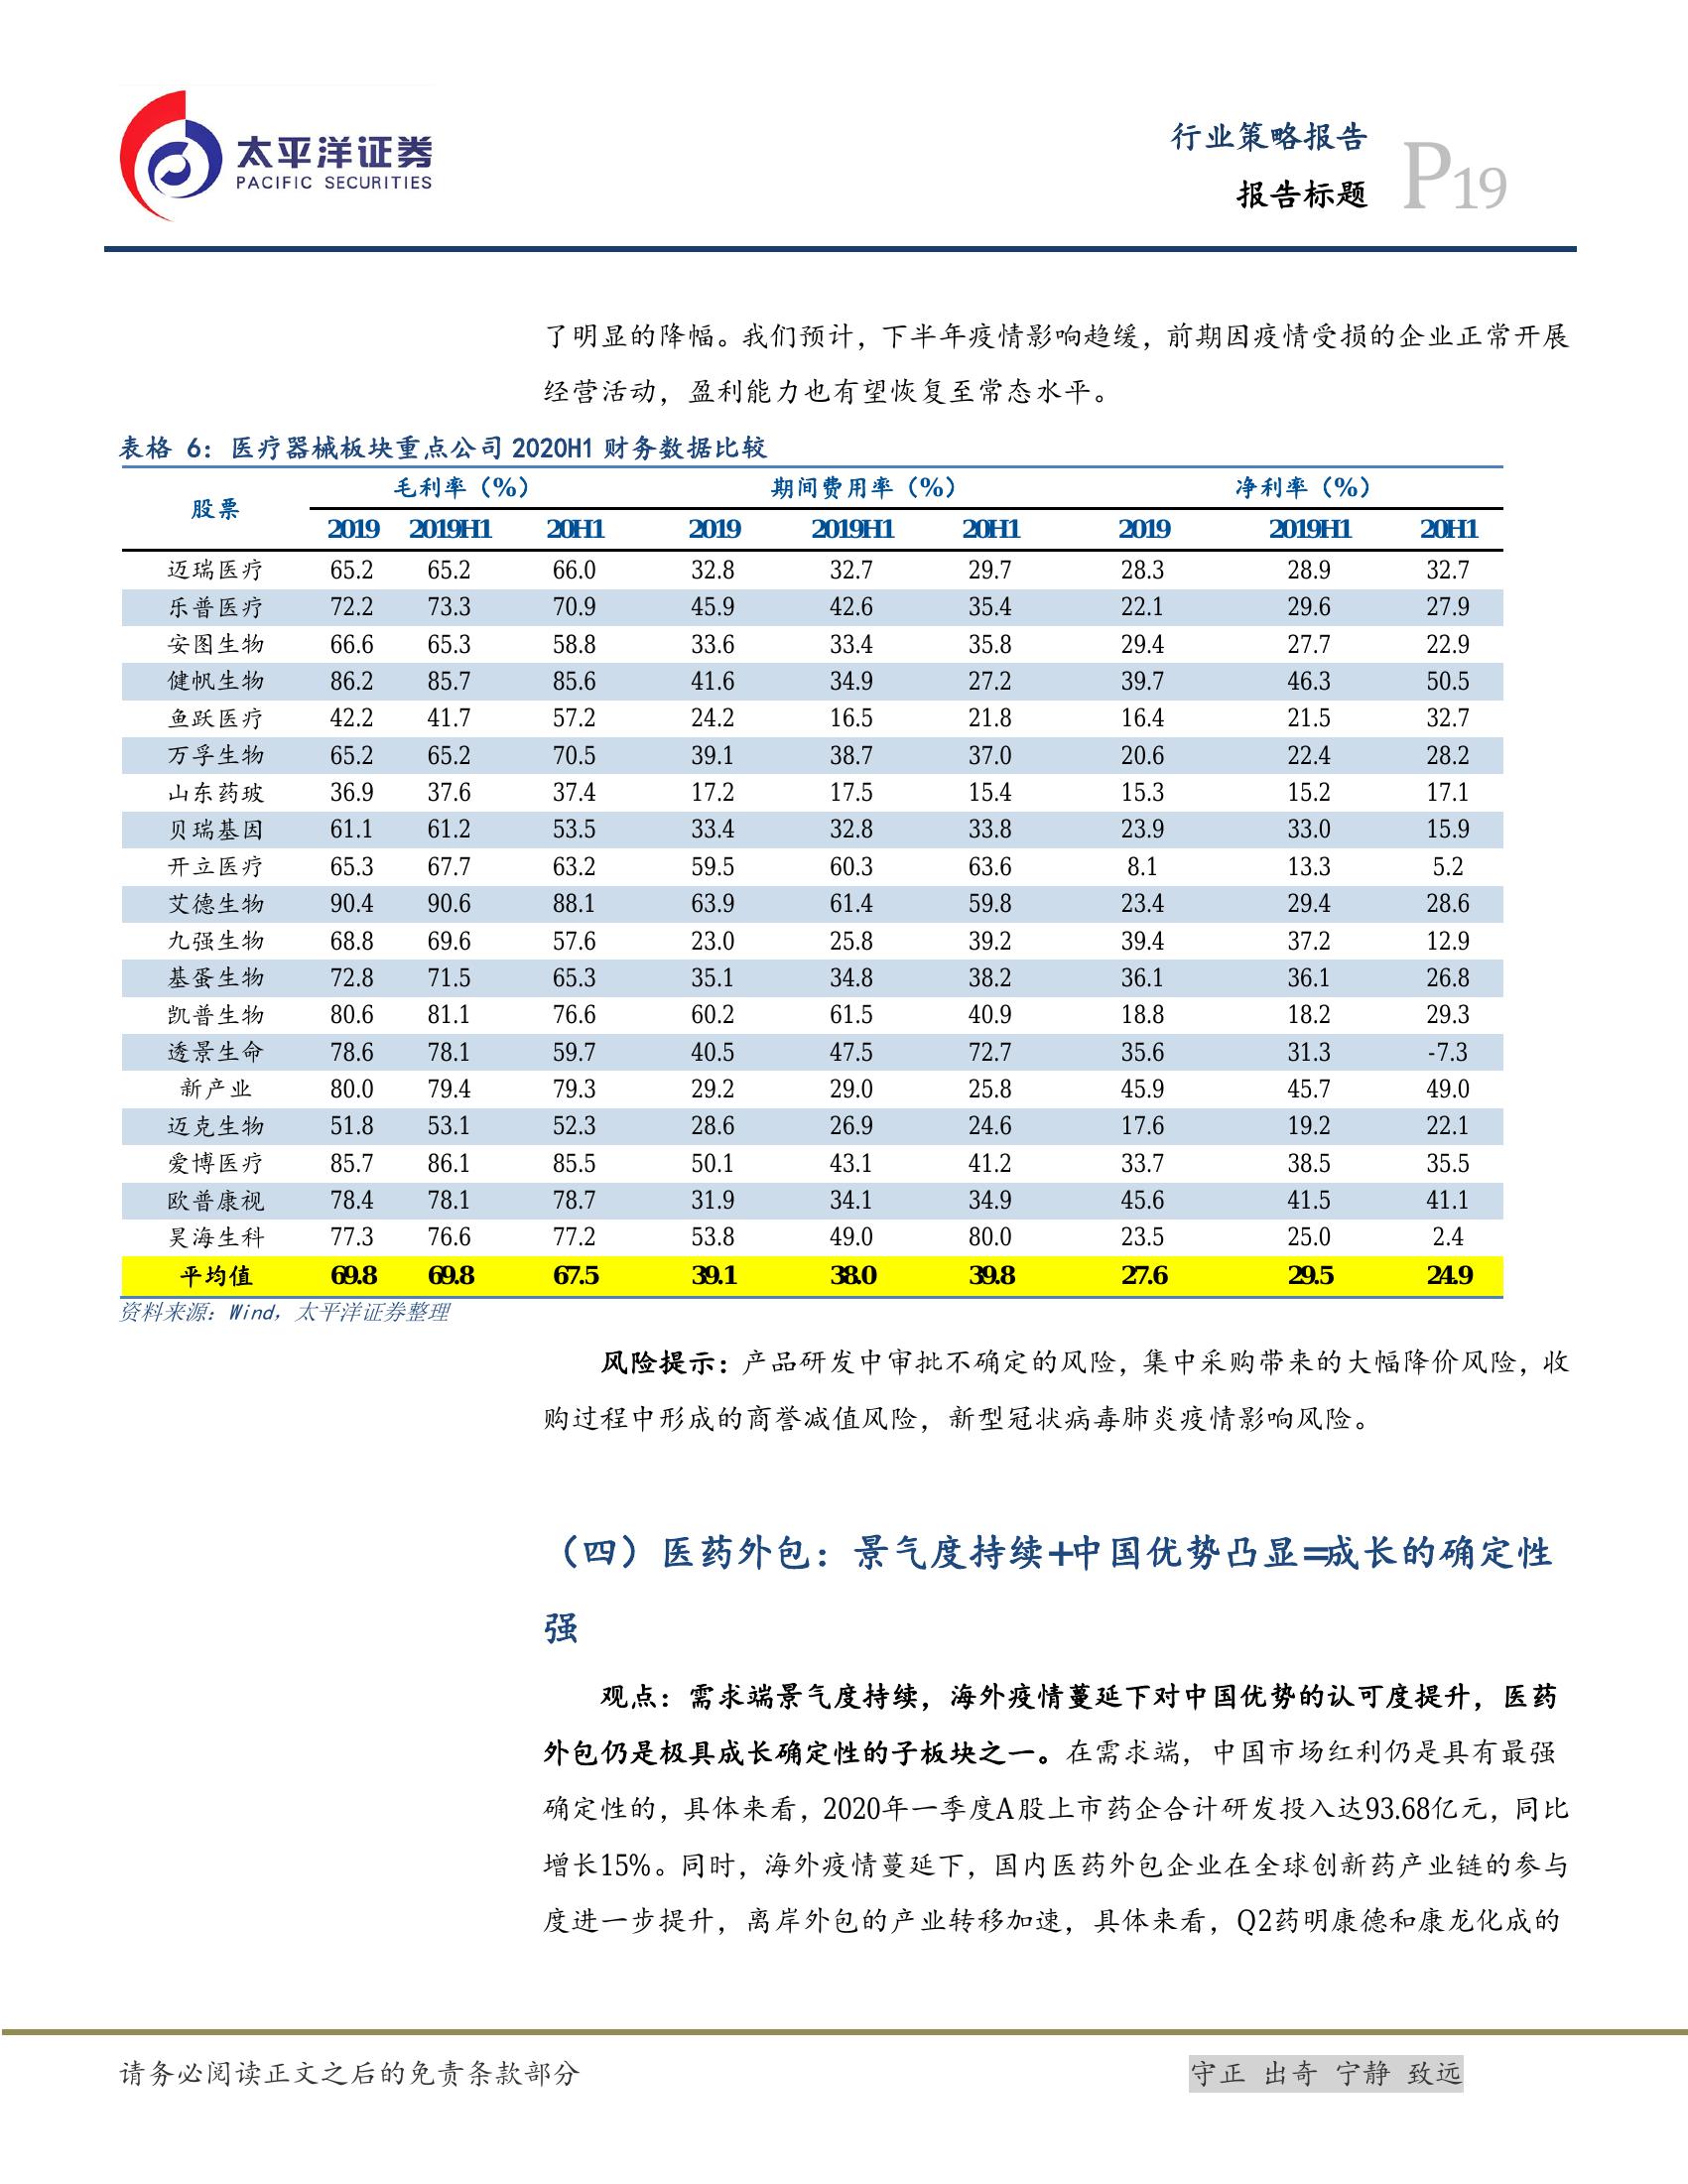 太平洋证券
PACIFIC SECURITIES
行业策略报告
报告标题 P19
了明显的降幅。我们预计，下半年疫情影响趋缓，前期因疫情受损的企业正常开展
经营活动，盈利能力也有望恢复至常态水平。
表格 6：医疗器械板块重点公司 2020H1 财务数据比较
股票 毛利率（%） 期间费用率（%） 净利率（%）
2019 2019H1 20H1 2019 2019H1 20H1 2019 2019H1 20H1
迈瑞医疗 65.2 65.2 66.0 32.8 32.7 29.7 28.3 28.9 32.7
乐普医疗 72.2 73.3 70.9 45.9 42.6 35.4 22.1 29.6 27.9
安图生物 66.6 65.3 58.8 33.6 33.4 35.8 29.4 27.7 22.9
健帆生物 86.2 85.7 85.6 41.6 34.9 27.2 39.7 46.3 50.5
鱼跃医疗 42.2 41.7 57.2 24.2 16.5 21.8 16.4 21.5 32.7
万孚生物 65.2 65.2 70.5 39.1 38.7 37.0 20.6 22.4 28.2
山东药玻 36.9 37.6 37.4 17.2 17.5 15.4 15.3 15.2 17.1
贝瑞基因 61.1 61.2 53.5 33.4 32.8 33.8 23.9 33.0 15.9
开立医疗 65.3 67.7 63.2 59.5 60.3 63.6 8.1 13.3 5.2
艾德生物 90.4 90.6 88.1 63.9 61.4 59.8 23.4 29.4 28.6
九强生物 68.8 69.6 57.6 23.0 25.8 39.2 39.4 37.2 12.9
基蛋生物 72.8 71.5 65.3 35.1 34.8 38.2 36.1 36.1 26.8
凯普生物 80.6 81.1 76.6 60.2 61.5 40.9 18.8 18.2 29.3
透景生命 78.6 78.1 59.7 40.5 47.5 72.7 35.6 31.3 -7.3
新产业 80.0 79.4 79.3 29.2 29.0 25.8 45.9 45.7 49.0
迈克生物 51.8 53.1 52.3 28.6 26.9 24.6 17.6 19.2 22.1
爱博医疗 85.7 86.1 85.5 50.1 43.1 41.2 33.7 38.5 35.5
欧普康视 78.4 78.1 78.7 31.9 34.1 34.9 45.6 41.5 41.1
昊海生科 77.3 76.6 77.2 53.8 49.0 80.0 23.5 25.0 2.4
平均值 69.8 69.8 67.5 39.1 38.0 39.8 27.6 29.5 24.9
资料来源：Wind，太平洋证券整理
风险提示：产品研发中审批不确定的风险，集中采购带来的大幅降价风险，收
购过程中形成的商誉减值风险，新型冠状病毒肺炎疫情影响风险。
（四）医药外包：景气度持续+中国优势凸显=成长的确定性
强
观点：需求端景气度持续，海外疫情蔓延下对中国优势的认可度提升，医药
外包仍是极具成长确定性的子板块之一。在需求端，中国市场红利仍是具有最强
确定性的，具体来看，2020年一季度A股上市药企合计研发投入达93.68亿元，同比
增长15%。同时，海外疫情蔓延下，国内医药外包企业在全球创新药产业链的参与
度进一步提升，离岸外包的产业转移加速，具体来看，Q2药明康德和康龙化成的
请务必阅读正文之后的免责条款部分 守正 出奇 宁静 致远